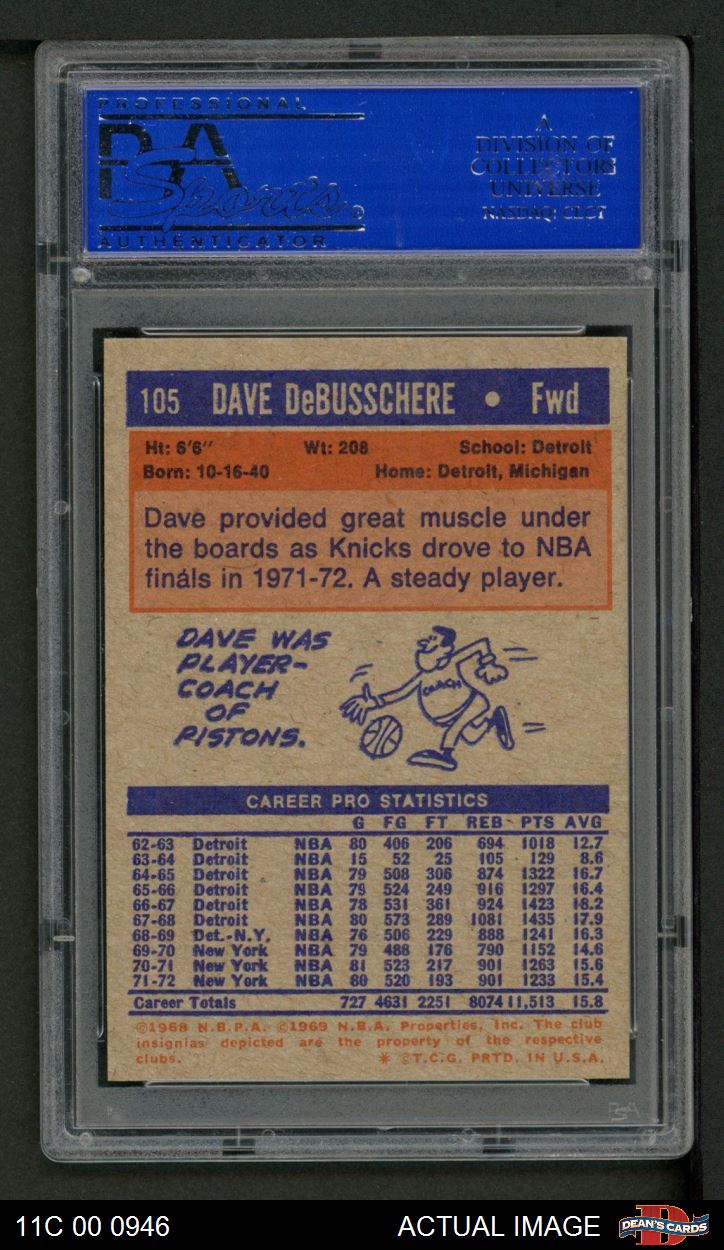 PROFESSIONAL
PSA
Sports®
AUTHENTICATOR
A
DIVISION OF
COLLECTORS
UNIVERSE
NASDAQ: CLCT
105 DAVE DeBUSSCHERE • Fwd
Ht: 6'6" Wt: 208 School: Detroit
Born: 10-16-40 Home: Detroit, Michigan
Dave provided great muscle under
the boards as Knicks drove to NBA
finals in 1971-72. A steady player.
DAVE WAS
PLAYER-
COACH
OF
PISTONS.
COACH
CAREER PRO STATISTICS
G FG FT REB PTS AVG
62-63 Detroit NBA 80 406 206 694 1018 12.7
63-64 Detroit NBA 15 52 25 105 129 8.6
64-65 Detroit NBA 79 508 306 874 1322 16.7
65-66 Detroit NBA 79 524 249 916 1297 16.4
66-67 Detroit NBA 78 531 361 924 1423 18.2
67-68 Detroit NBA 80 573 289 1081 1435 17.9
68-69 Det.-N.Y. NBA 76 506 229 888 1241 16.3
69-70 New York NBA 79 488 176 790 1152 14.6
70-71 New York NBA 81 523 217 901 1263 15.6
71-72 New York NBA 80 520 193 901 1233 15.4
Career Totals 727 4631 2251 8074 11,513 15.8
©1968 N.B.P.A. ©1969 N.B.A. Properties, Inc. The club
insignias depicted are the property of the respective
clubs. * ©T.C.G. PRTD. IN U.S.A.
PSA
11C 00 0946 ACTUAL IMAGE DEAN'S CARDS